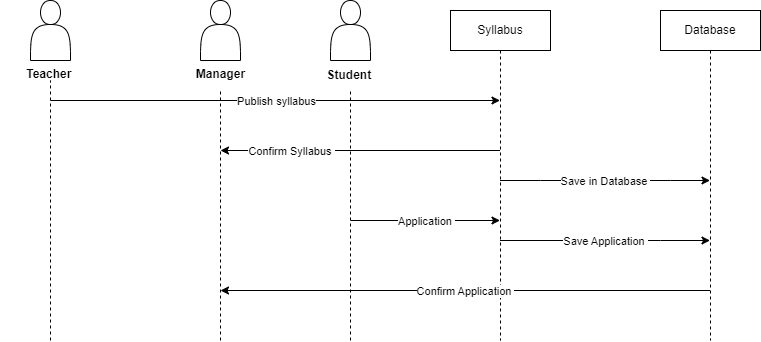 Syllabus
Database
Teacher
Manager
Student
Publish syllabus
Confirm Syllabus
Save in Database
Application
Save Application
Confirm Application